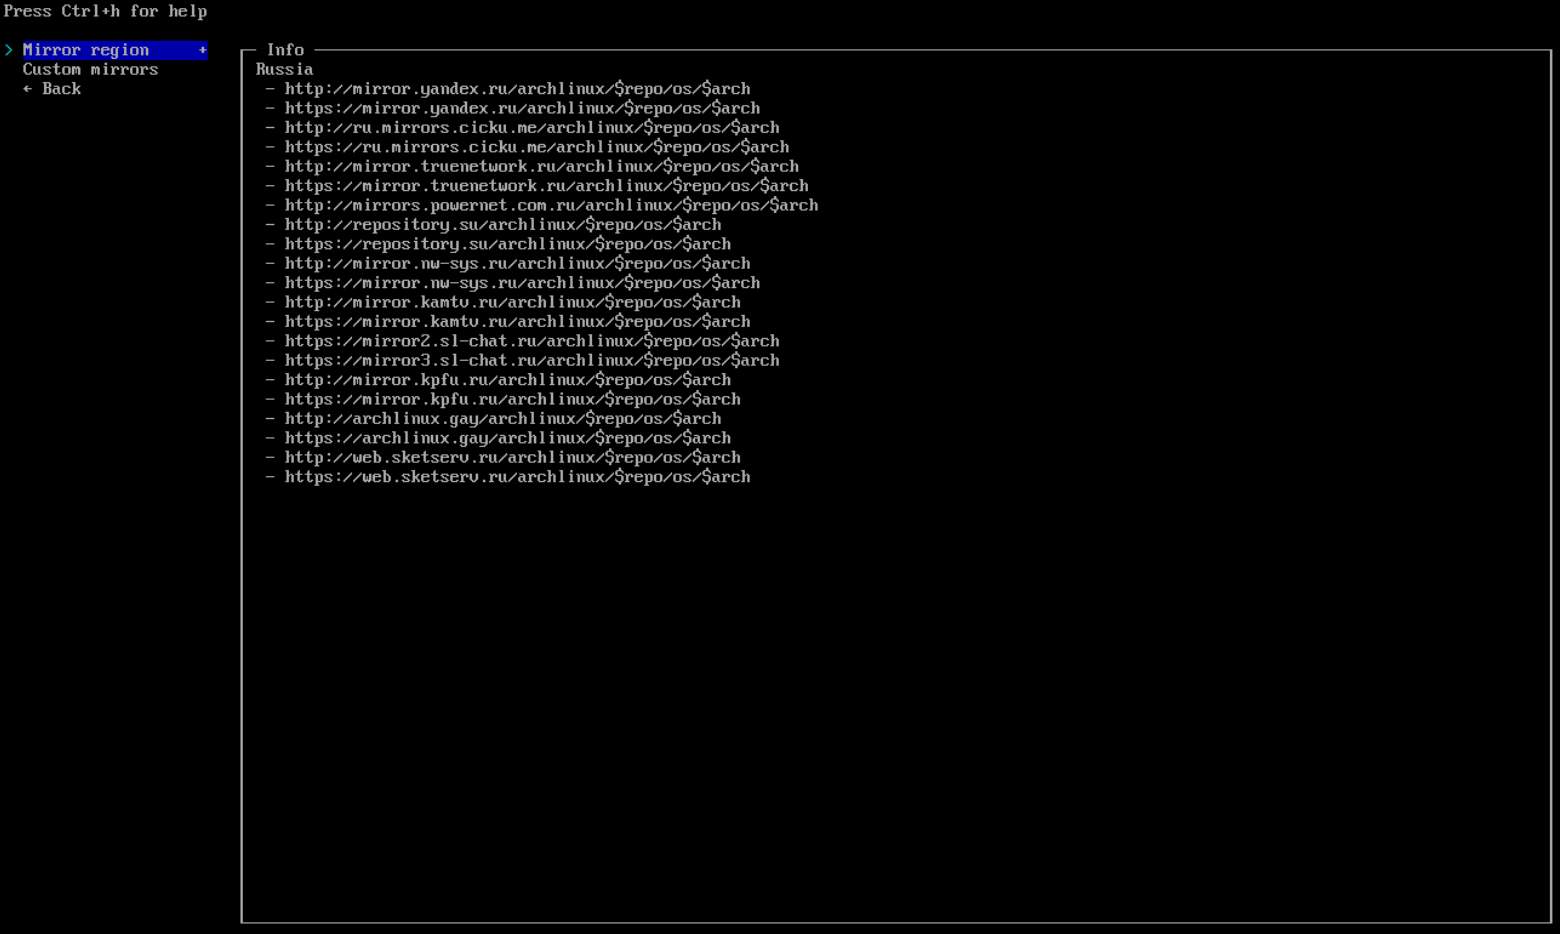 Press Ctrl+h for help
> Mirror region +
Custom mirrors
← Back
Info
Russia
- http://mirror.yandex.ru/archlinux/$repo/os/$arch
- https://mirror.yandex.ru/archlinux/$repo/os/$arch
- http://ru.mirrors.cicku.me/archlinux/$repo/os/$arch
- https://ru.mirrors.cicku.me/archlinux/$repo/os/$arch
- http://mirror.truenetwork.ru/archlinux/$repo/os/$arch
- https://mirror.truenetwork.ru/archlinux/$repo/os/$arch
- http://mirrors.powernet.com.ru/archlinux/$repo/os/$arch
- http://repository.su/archlinux/$repo/os/$arch
- https://repository.su/archlinux/$repo/os/$arch
- http://mirror.nw-sys.ru/archlinux/$repo/os/$arch
- https://mirror.nw-sys.ru/archlinux/$repo/os/$arch
- http://mirror.kamtv.ru/archlinux/$repo/os/$arch
- https://mirror.kamtv.ru/archlinux/$repo/os/$arch
- https://mirror2.sl-chat.ru/archlinux/$repo/os/$arch
- https://mirror3.sl-chat.ru/archlinux/$repo/os/$arch
- http://mirror.kpfu.ru/archlinux/$repo/os/$arch
- https://mirror.kpfu.ru/archlinux/$repo/os/$arch
- http://archlinux.gay/archlinux/$repo/os/$arch
- https://archlinux.gay/archlinux/$repo/os/$arch
- http://web.sketserv.ru/archlinux/$repo/os/$arch
- https://web.sketserv.ru/archlinux/$repo/os/$arch